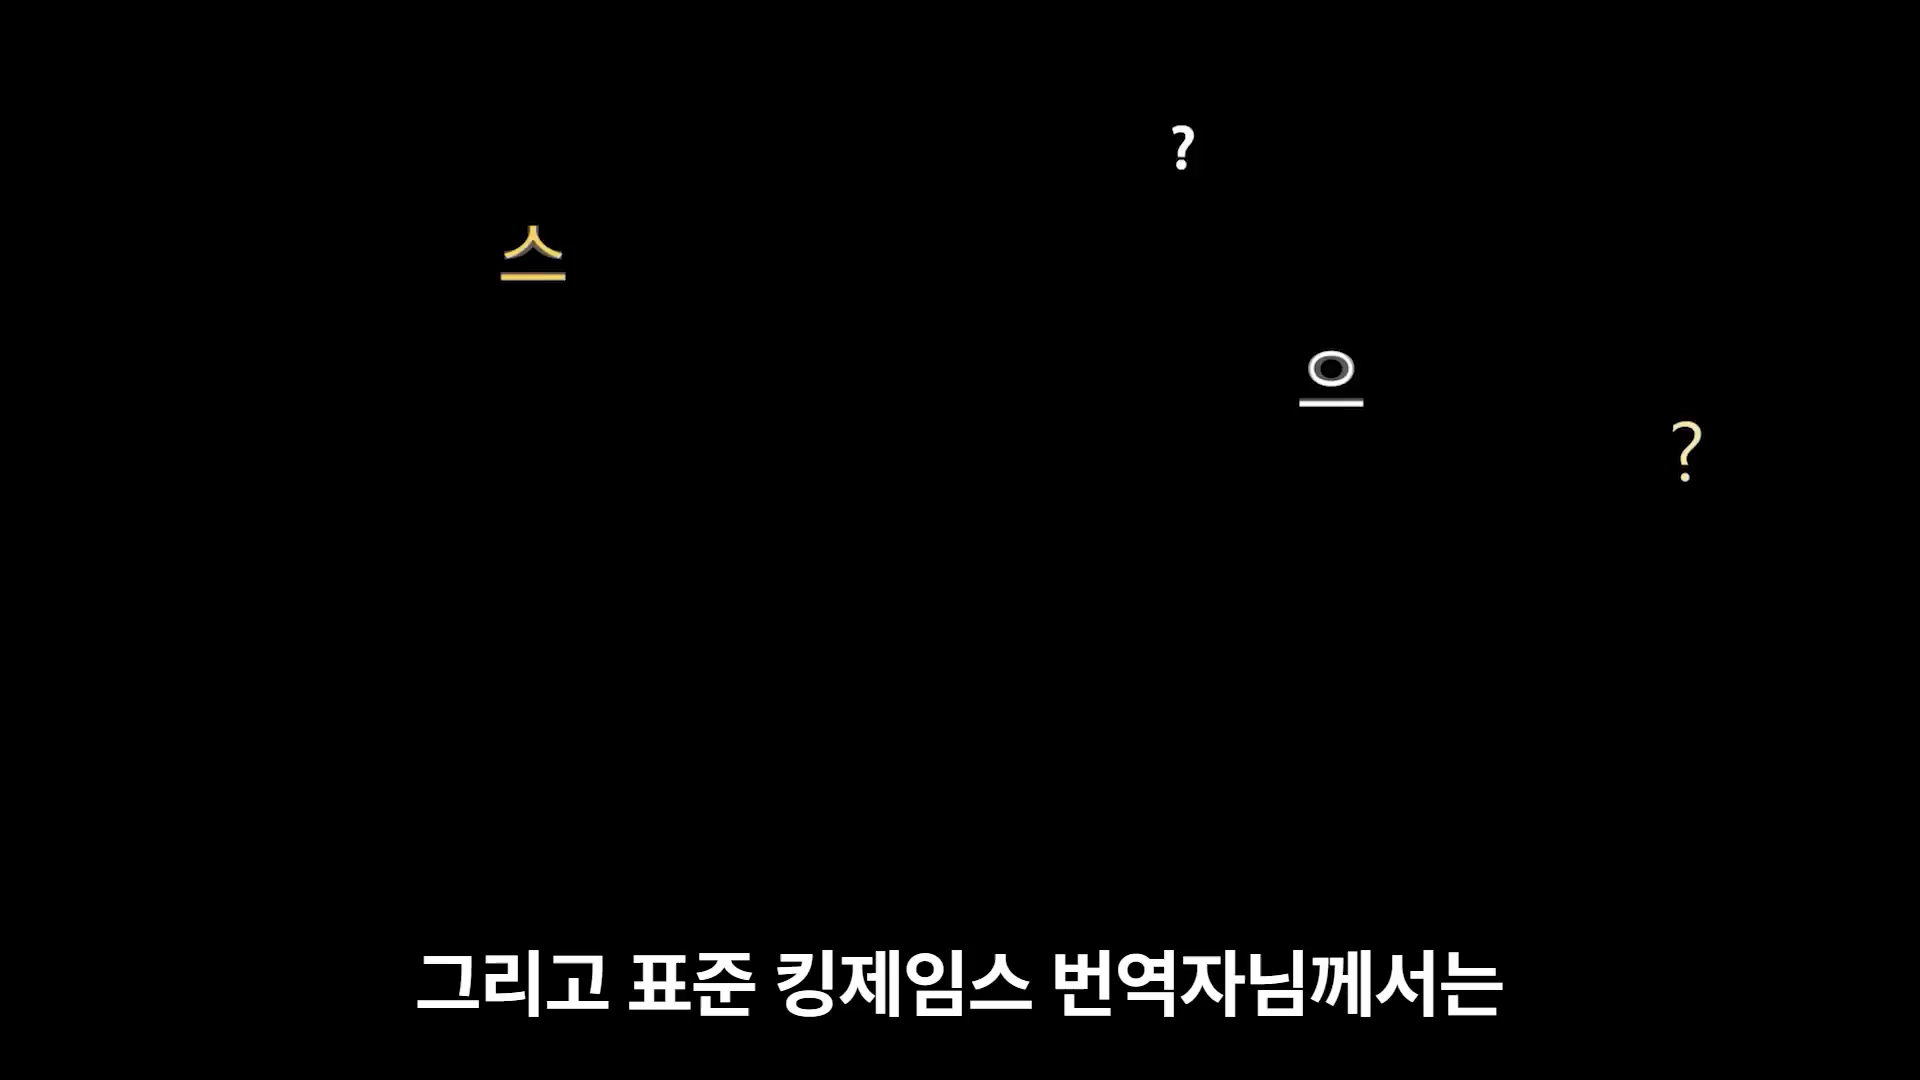 ?
스
으
?
그리고 표준 킹제임스 번역자님께서는